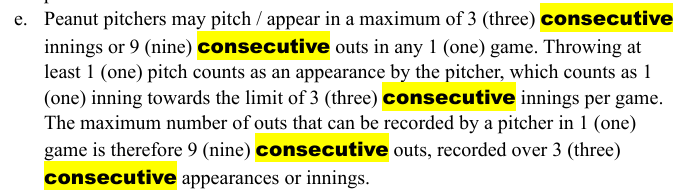 e. Peanut pitchers may pitch / appear in a maximum of 3 (three) consecutive
innings or 9 (nine) consecutive outs in any 1 (one) game. Throwing at
least 1 (one) pitch counts as an appearance by the pitcher, which counts as 1
(one) inning towards the limit of 3 (three) consecutive innings per game.
The maximum number of outs that can be recorded by a pitcher in 1 (one)
game is therefore 9 (nine) consecutive outs, recorded over 3 (three)
consecutive appearances or innings.